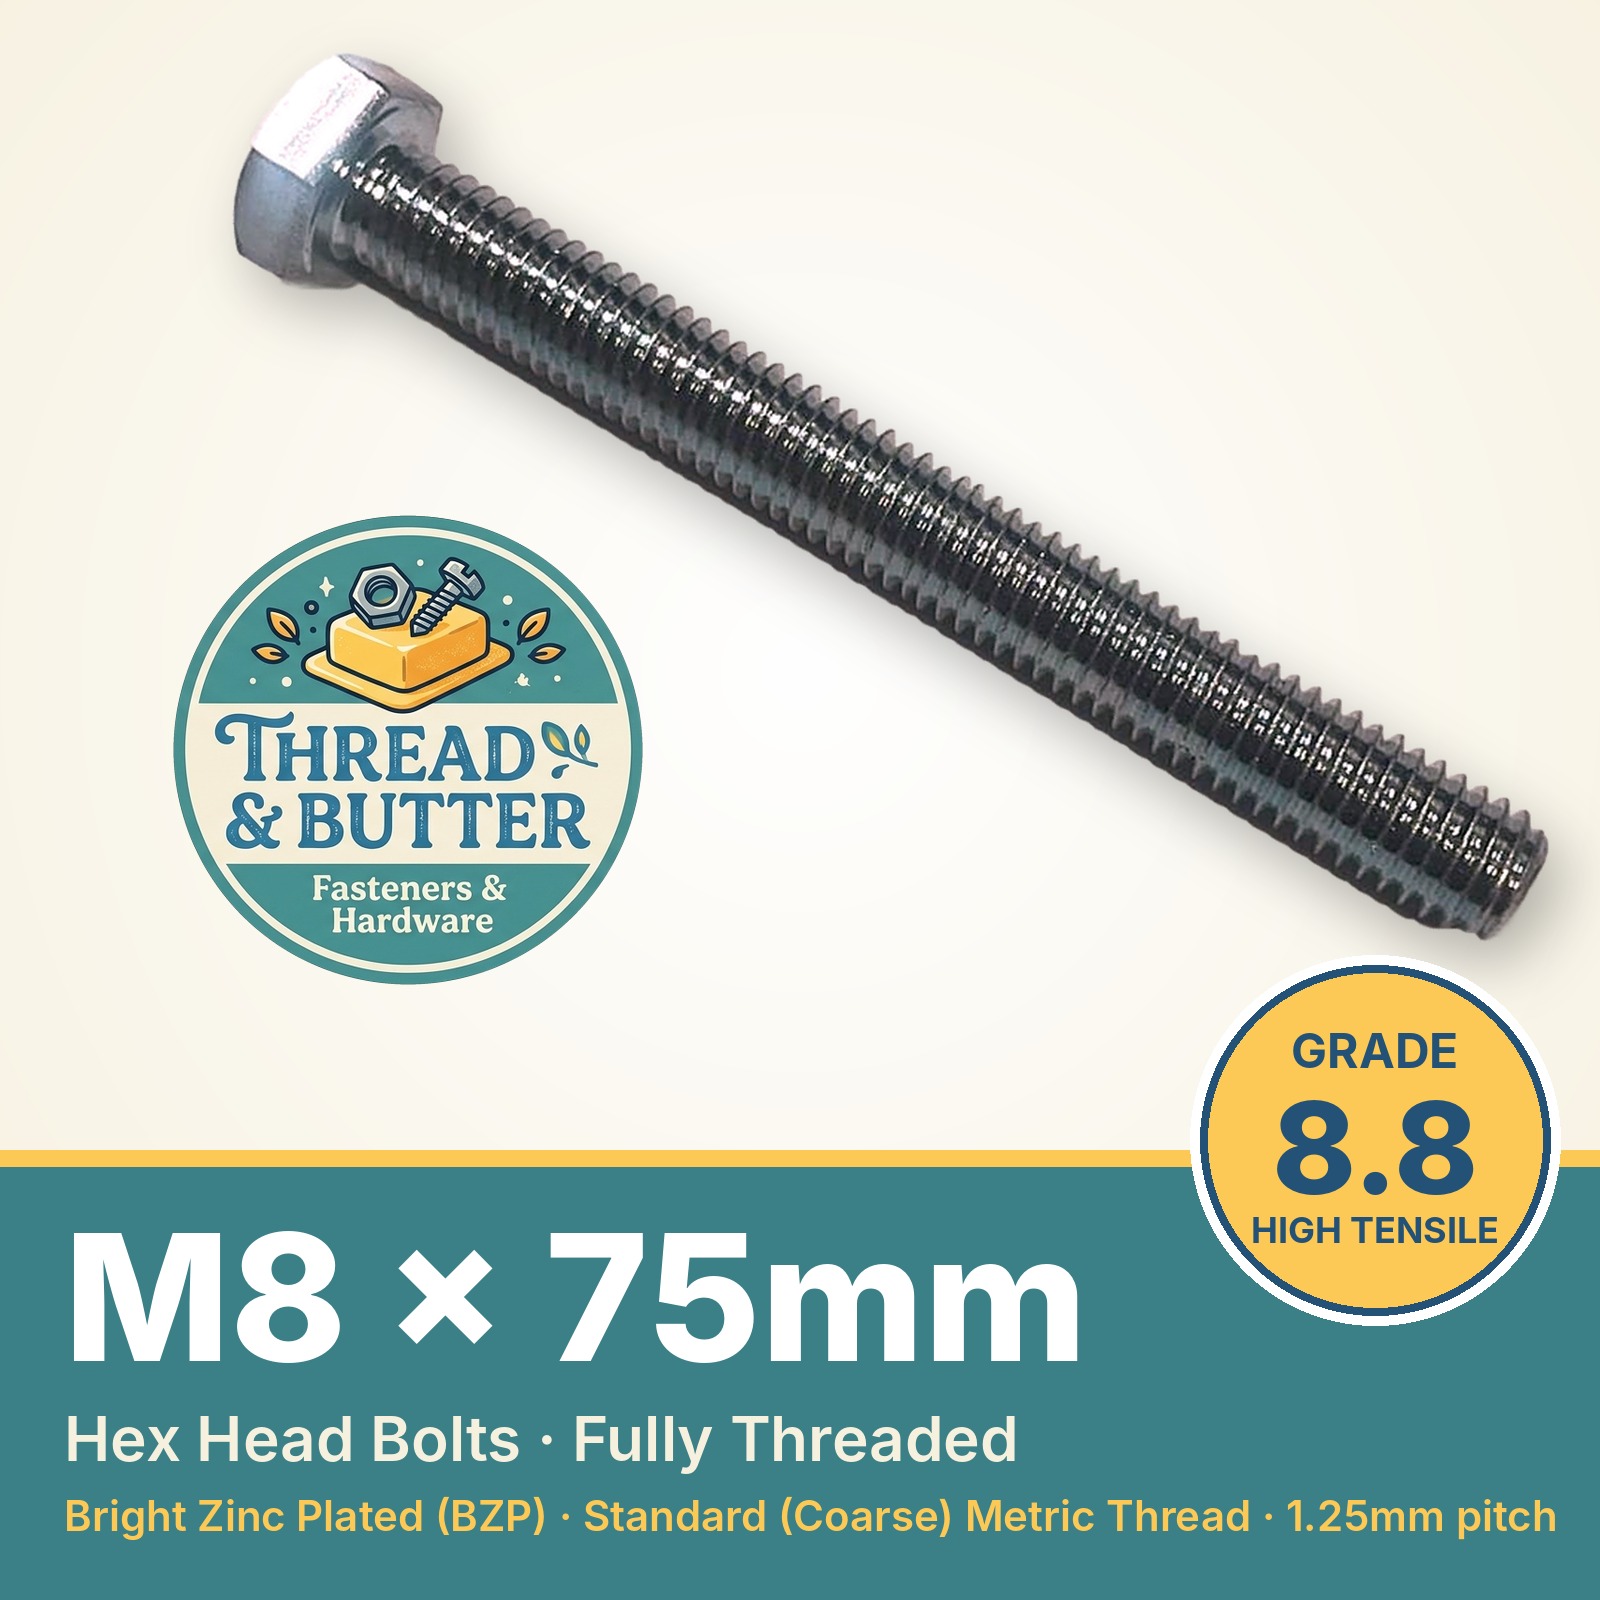 THREAD
& BUTTER
Fasteners &
Hardware
GRADE
8.8
HIGH TENSILE
M8 × 75mm
Hex Head Bolts · Fully Threaded
Bright Zinc Plated (BZP) · Standard (Coarse) Metric Thread · 1.25mm pitch